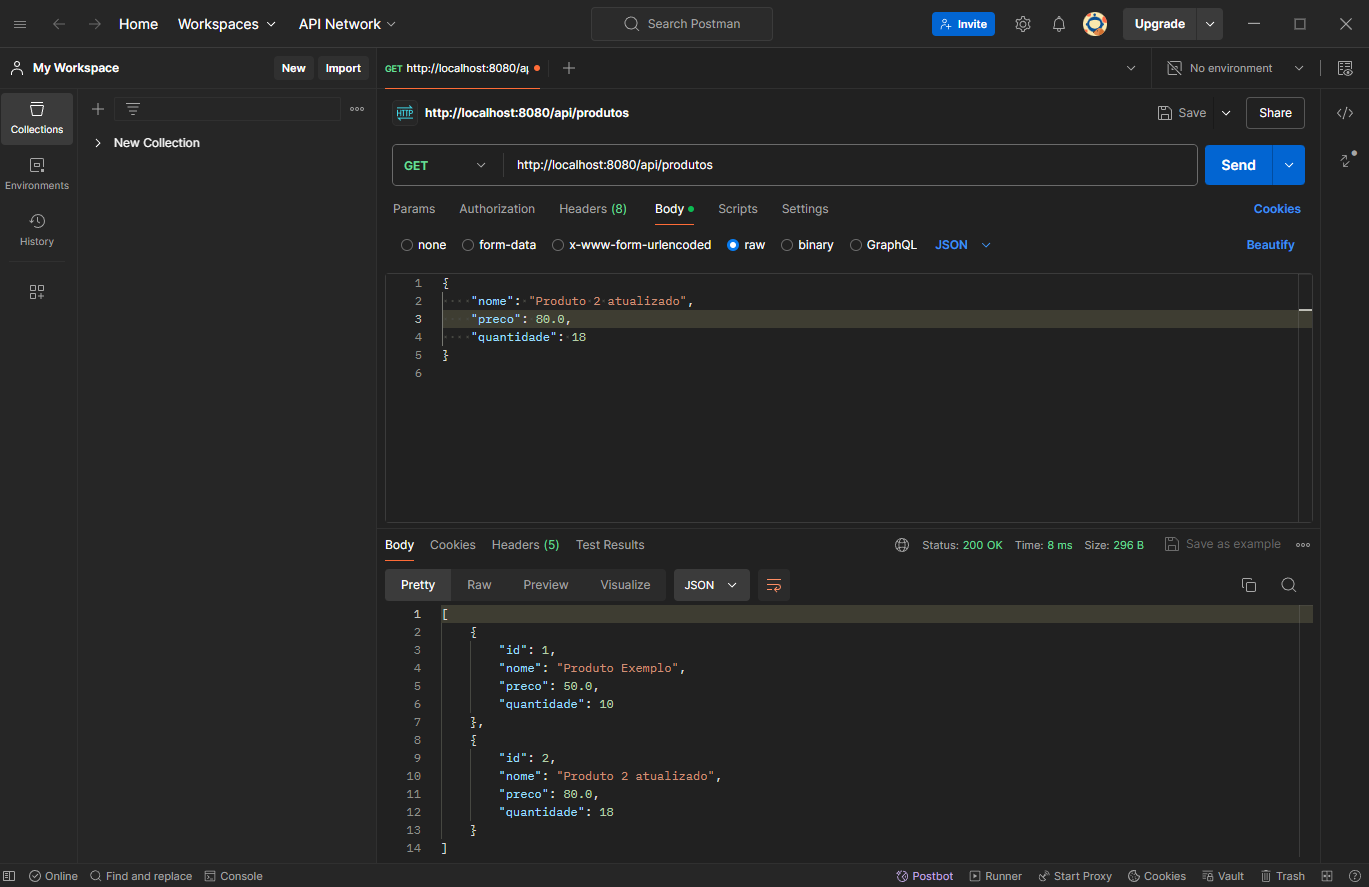 Home Workspaces API Network Search Postman Invite Upgrade
My Workspace New Import GET http://localhost:8080/a No environment
Collections
Environments
History
New Collection
HTTP http://localhost:8080/api/produtos Save Share
GET http://localhost:8080/api/produtos Send
Params Authorization Headers (8) Body Scripts Settings Cookies
none form-data x-www-form-urlencoded raw binary GraphQL JSON Beautify
1 {
2 "nome": "Produto 2 atualizado",
3 "preco": 80.0,
4 "quantidade": 18
5 }
6
Body Cookies Headers (5) Test Results Status: 200 OK Time: 8 ms Size: 296 B Save as example
Pretty Raw Preview Visualize JSON
1 [
2 {
3 "id": 1,
4 "nome": "Produto Exemplo",
5 "preco": 50.0,
6 "quantidade": 10
7 },
8 {
9 "id": 2,
10 "nome": "Produto 2 atualizado",
11 "preco": 80.0,
12 "quantidade": 18
13 }
14 ]
Online Find and replace Console Postbot Runner Start Proxy Cookies Vault Trash